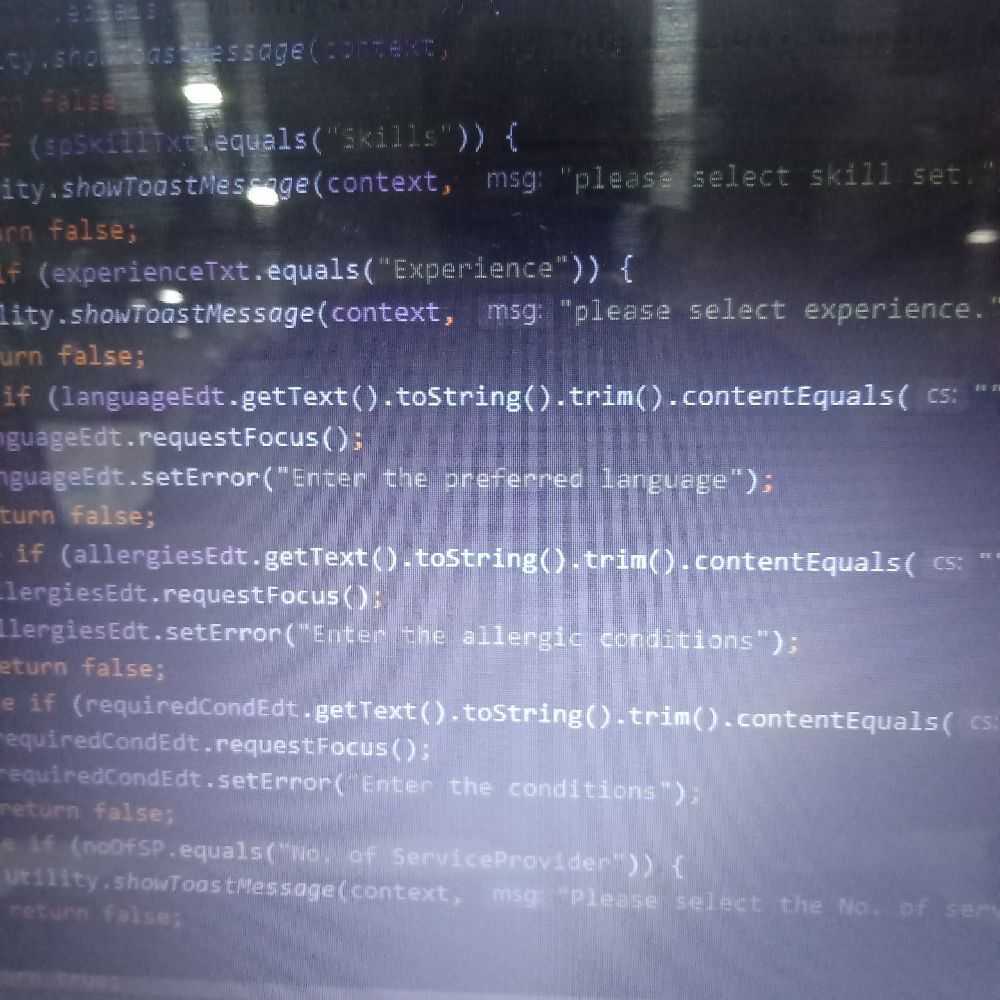 ity.showToastMessage(context,
rn false
f (spSkillTxt.equals("Skills")) {
ity.showToastMessage(context, msg: "please select skill set."
urn false;
if (experienceTxt.equals("Experience")) {
lity.showToastMessage(context, msg: "please select experience."
urn false;
if (languageEdt.getText().toString().trim().contentEquals( cs: ""
nguageEdt.requestFocus();
nguageEdt.setError("Enter the preferred language");
turn false;
if (allergiesEdt.getText().toString().trim().contentEquals( cs: ""
llergiesEdt.requestFocus();
llergiesEdt.setError("Enter the allergic conditions");
eturn false;
e if (requiredCondEdt.getText().toString().trim().contentEquals( cs:
requiredCondEdt.requestFocus();
requiredCondEdt.setError("Enter the conditions");
return false;
e if (noOfSP.equals("No. of ServiceProvider")) {
Utility.showToastMessage(context, msg: "Please select the No. of serv
return false;